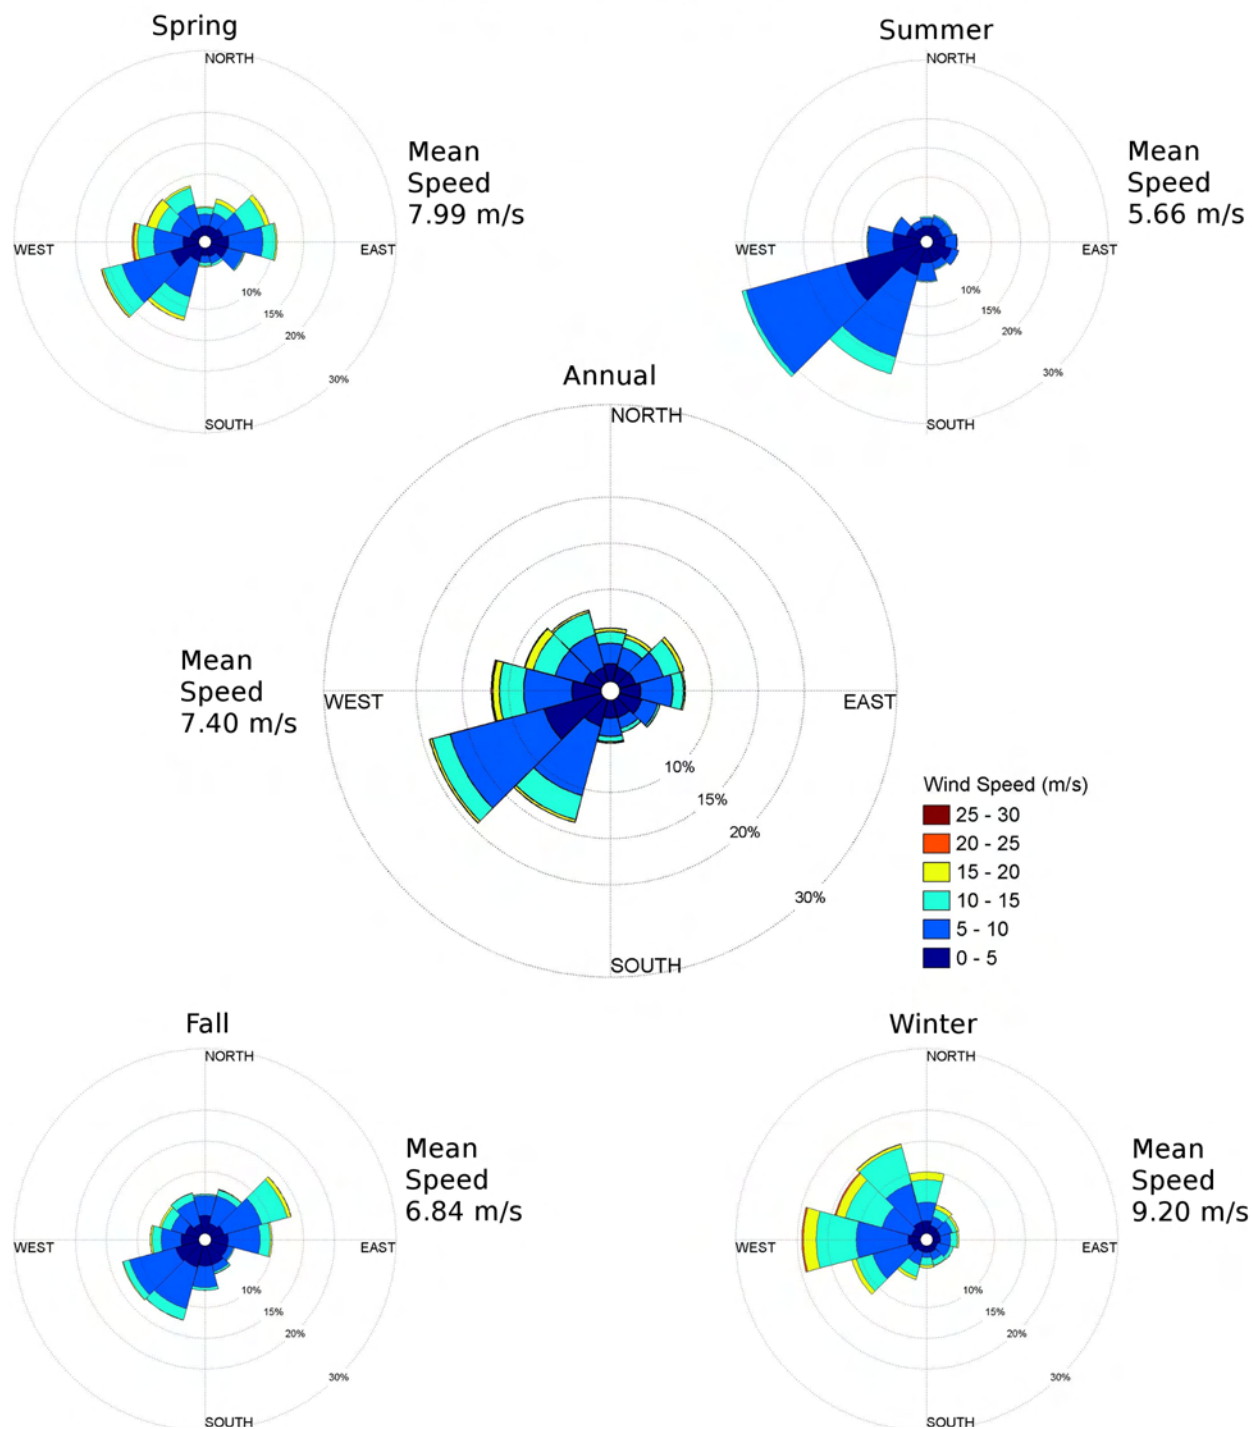 Spring
NORTH
Mean
Speed
7.99 m/s
WEST
EAST
10%
15%
20%
30%
SOUTH
Summer
NORTH
Mean
Speed
5.66 m/s
WEST
EAST
10%
15%
20%
30%
SOUTH
Annual
NORTH
Mean
Speed
7.40 m/s
WEST
EAST
10%
15%
20%
30%
SOUTH
Wind Speed (m/s)
25 - 30
20 - 25
15 - 20
10 - 15
5 - 10
0 - 5
Fall
NORTH
Mean
Speed
6.84 m/s
WEST
EAST
10%
15%
20%
30%
SOUTH
Winter
NORTH
Mean
Speed
9.20 m/s
WEST
EAST
10%
15%
20%
30%
SOUTH